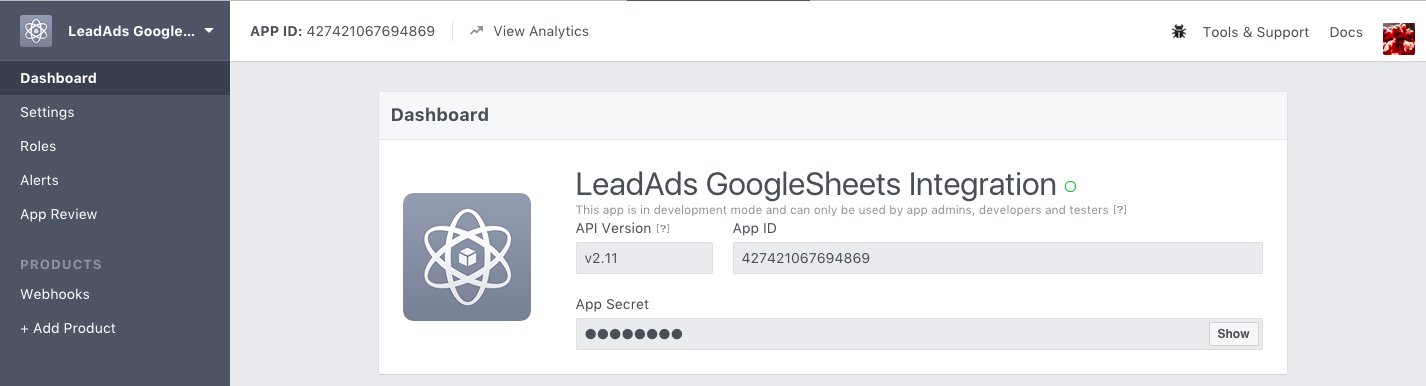 LeadAds Google...
APP ID: 427421067694869
View Analytics
Tools & Support
Docs
Dashboard
Settings
Roles
Alerts
App Review
PRODUCTS
Webhooks
+ Add Product
Dashboard
LeadAds GoogleSheets Integration
This app is in development mode and can only be used by app admins, developers and testers [?]
API Version [?]
App ID
v2.11
427421067694869
App Secret
●●●●●●●●
Show